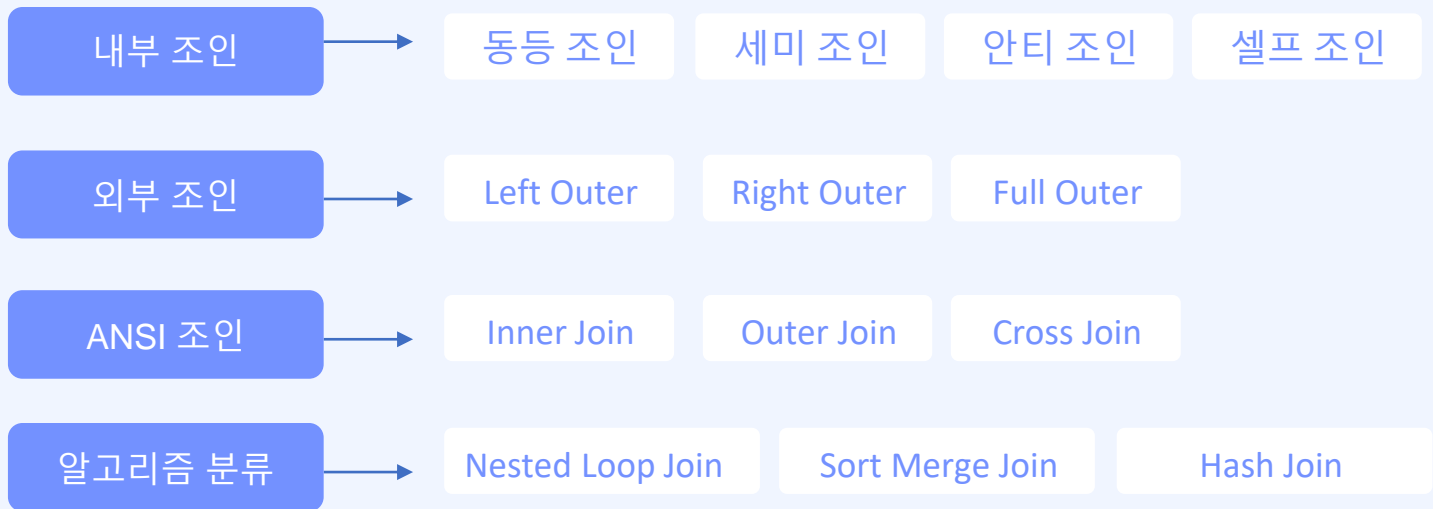 내부 조인 동등 조인 세미 조인 안티 조인 셀프 조인
외부 조인 Left Outer Right Outer Full Outer
ANSI 조인 Inner Join Outer Join Cross Join
알고리즘 분류 Nested Loop Join Sort Merge Join Hash Join